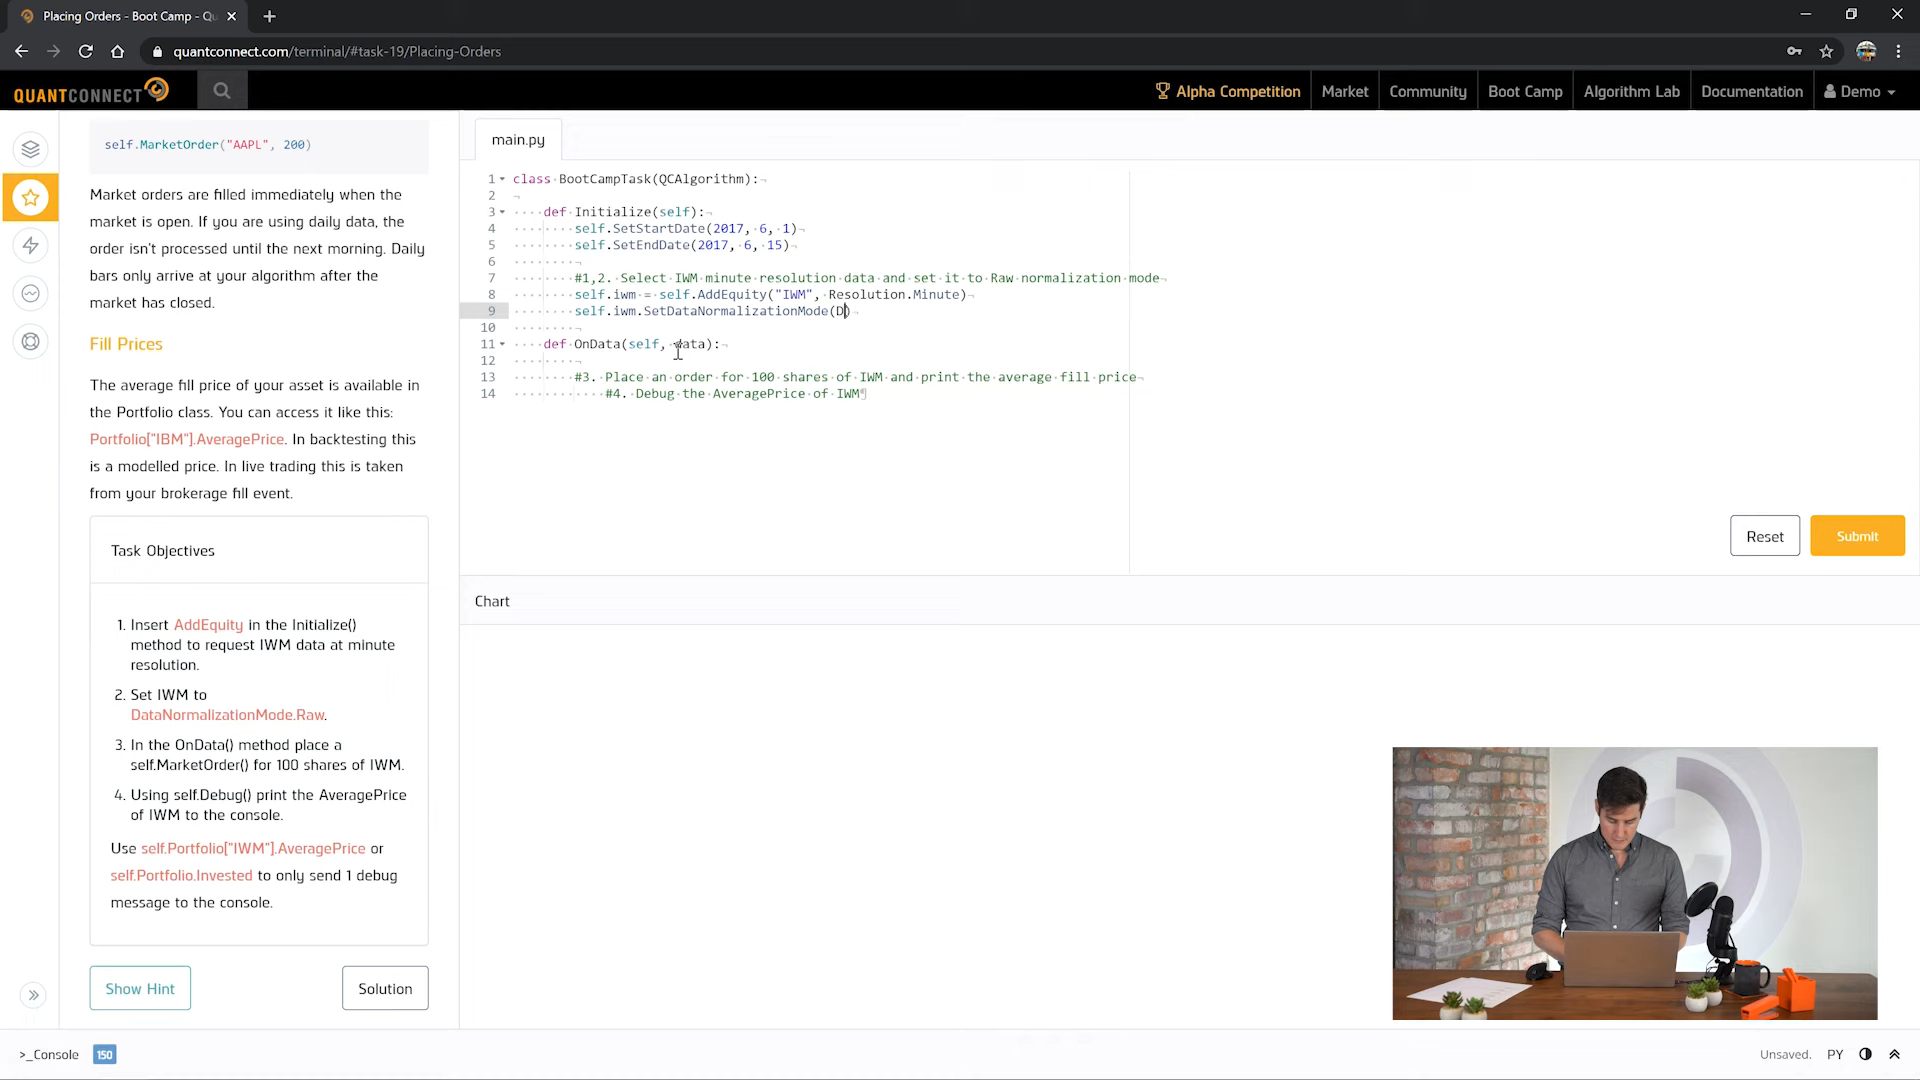 Placing Orders - Boot Camp - Qu
quantconnect.com/terminal/#task-19/Placing-Orders
QUANTCONNECT
Alpha Competition
Market
Community
Boot Camp
Algorithm Lab
Documentation
Demo
self.MarketOrder("AAPL", 200)
Market orders are filled immediately when the
market is open. If you are using daily data, the
order isn't processed until the next morning. Daily
bars only arrive at your algorithm after the
market has closed.
Fill Prices
The average fill price of your asset is available in
the Portfolio class. You can access it like this:
Portfolio["IBM"].AveragePrice. In backtesting this
is a modelled price. In live trading this is taken
from your brokerage fill event.
Task Objectives
1. Insert AddEquity in the Initialize()
method to request IWM data at minute
resolution.
2. Set IWM to
DataNormalizationMode.Raw.
3. In the OnData() method place a
self.MarketOrder() for 100 shares of IWM.
4. Using self.Debug() print the AveragePrice
of IWM to the console.
Use self.Portfolio["IWM"].AveragePrice or
self.Portfolio.Invested to only send 1 debug
message to the console.
Show Hint
Solution
main.py
1 class BootCampTask(QCAlgorithm):
2
3 def Initialize(self):
4 self.SetStartDate(2017, 6, 1)
5 self.SetEndDate(2017, 6, 15)
6
7 #1,2. Select IWM minute resolution data and set it to Raw normalization mode
8 self.iwm = self.AddEquity("IWM", Resolution.Minute)
9 self.iwm.SetDataNormalizationMode(D)
10
11 def OnData(self, data):
12
13 #3. Place an order for 100 shares of IWM and print the average fill price
14 #4. Debug the AveragePrice of IWM
Reset
Submit
Chart
>_Console 150
Unsaved.
PY